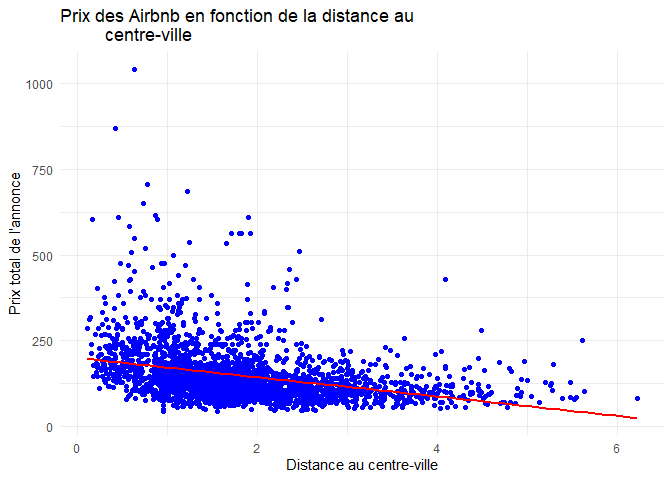 Prix des Airbnb en fonction de la distance au
centre-ville
1000
750
500
250
0
Prix total de l'annonce
0 2 4 6
Distance au centre-ville